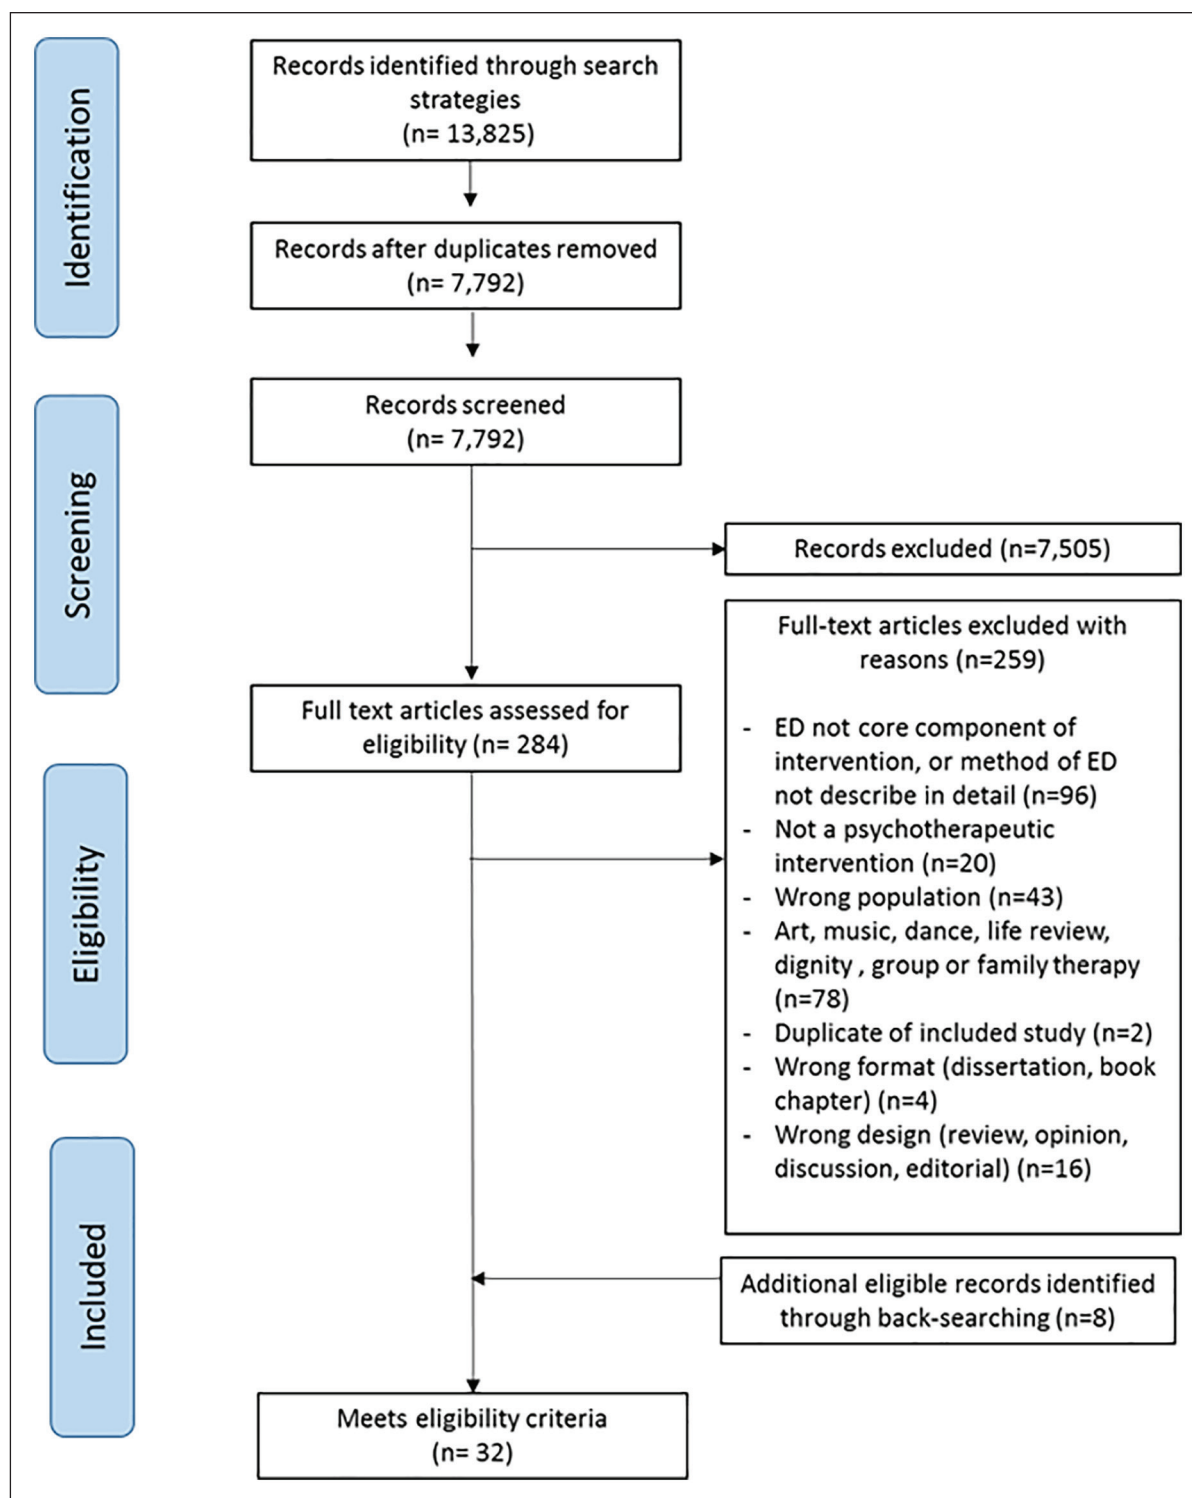 Identification
Records identified through search
strategies
(n= 13,825)
Records after duplicates removed
(n= 7,792)
Screening
Records screened
(n= 7,792)
Records excluded (n=7,505)
Full text articles assessed for
eligibility (n= 284)
Full-text articles excluded with
reasons (n=259)
- ED not core component of
intervention, or method of ED
not describe in detail (n=96)
- Not a psychotherapeutic
intervention (n=20)
- Wrong population (n=43)
- Art, music, dance, life review,
dignity , group or family therapy
(n=78)
- Duplicate of included study (n=2)
- Wrong format (dissertation, book
chapter) (n=4)
- Wrong design (review, opinion,
discussion, editorial) (n=16)
Eligibility
Included
Additional eligible records identified
through back-searching (n=8)
Meets eligibility criteria
(n= 32)